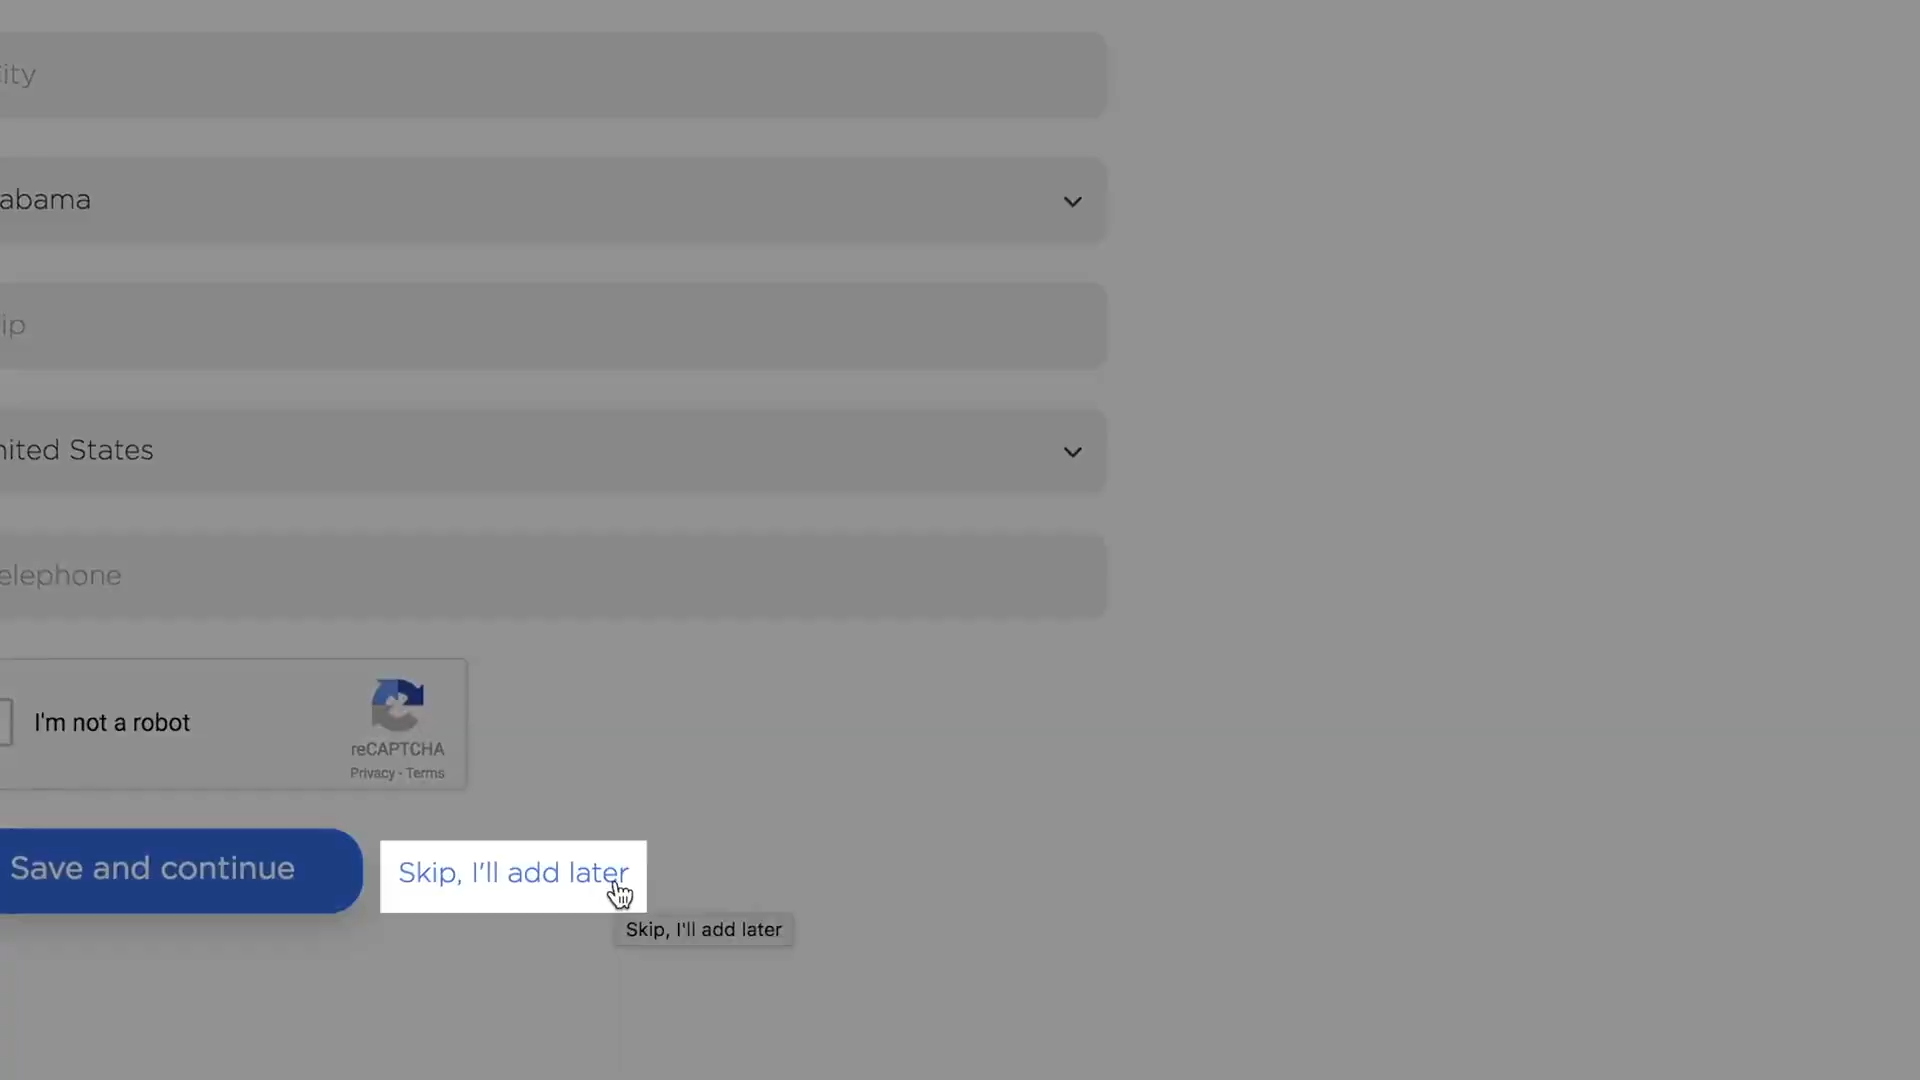 ity
abama
ip
nited States
elephone
I'm not a robot
reCAPTCHA
Privacy - Terms
Save and continue
Skip, I'll add later
Skip, I'll add later